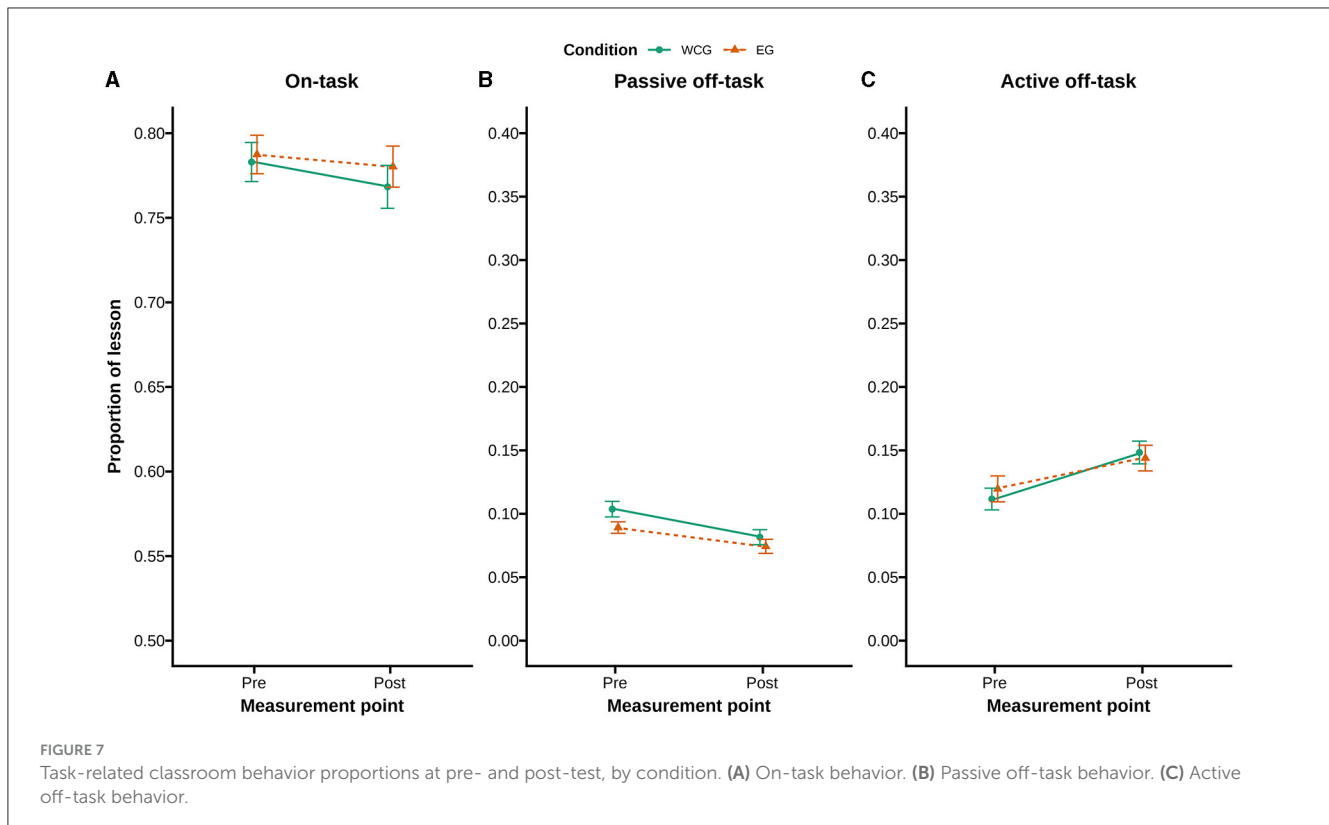 Condition WCG EG
A On-task
B Passive off-task
C Active off-task
Proportion of lesson
0.80
0.75
0.70
0.65
0.60
0.55
0.50
Pre Post
Measurement point
0.40
0.35
0.30
0.25
0.20
0.15
0.10
0.05
0.00
Pre Post
Measurement point
0.40
0.35
0.30
0.25
0.20
0.15
0.10
0.05
0.00
Pre Post
Measurement point
FIGURE 7
Task-related classroom behavior proportions at pre- and post-test, by condition. (A) On-task behavior. (B) Passive off-task behavior. (C) Active
off-task behavior.